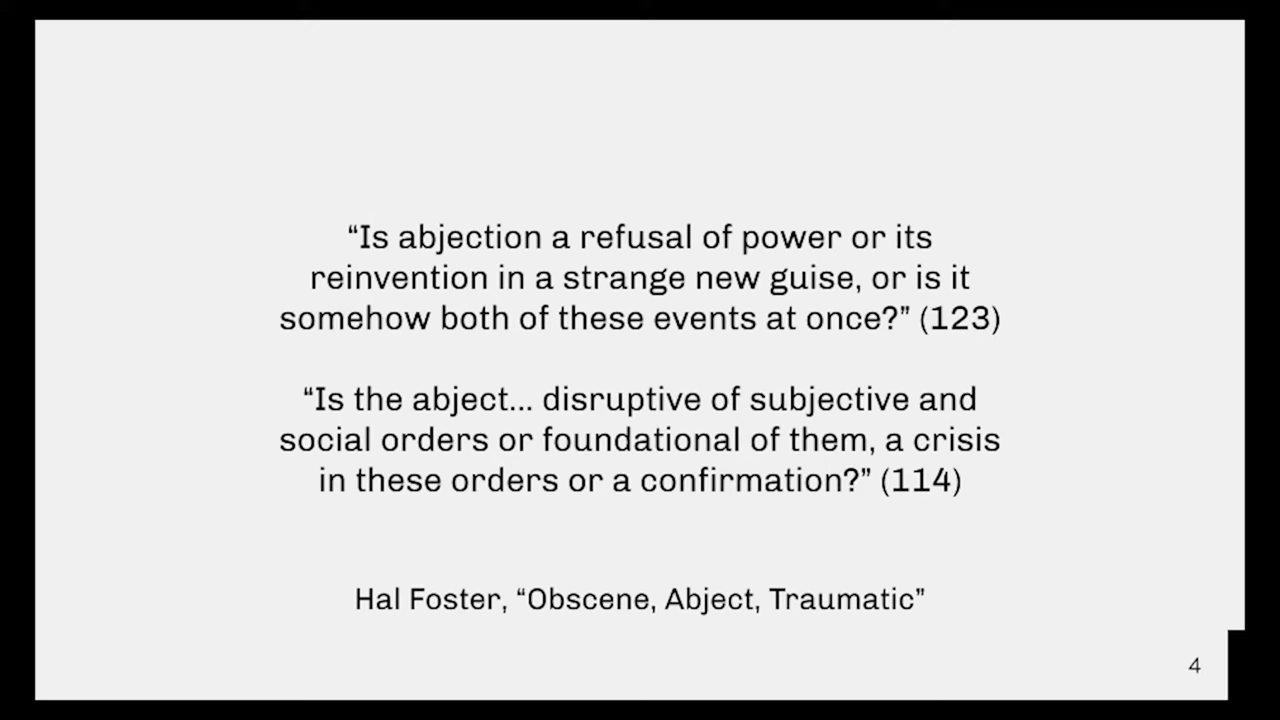 “Is abjection a refusal of power or its
reinvention in a strange new guise, or is it
somehow both of these events at once?” (123)
“Is the abject... disruptive of subjective and
social orders or foundational of them, a crisis
in these orders or a confirmation?” (114)
Hal Foster, “Obscene, Abject, Traumatic”
4